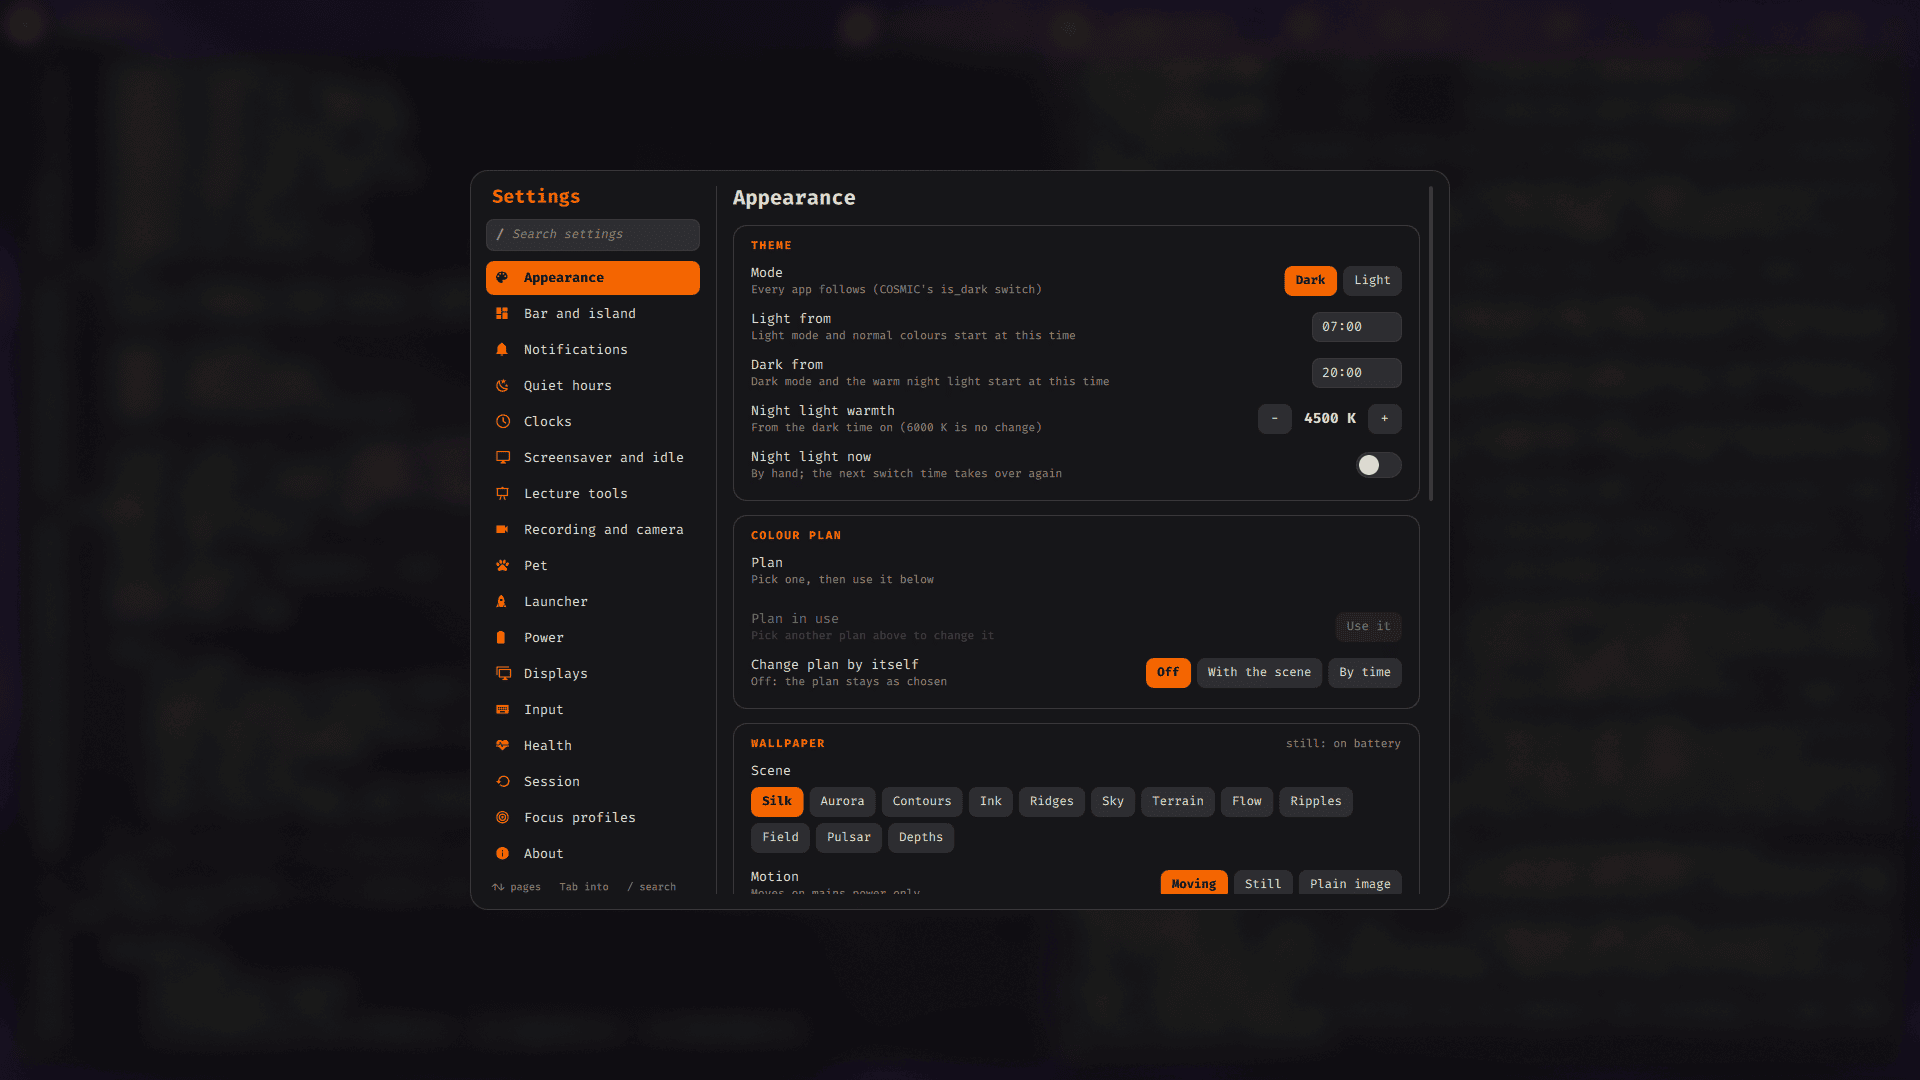 Settings
/ Search settings
Appearance
Bar and island
Notifications
Quiet hours
Clocks
Screensaver and idle
Lecture tools
Recording and camera
Pet
Launcher
Power
Displays
Input
Health
Session
Focus profiles
About
↑↓ pages Tab into / search
Appearance
THEME
Mode
Every app follows (COSMIC's is_dark switch)
Dark Light
Light from
Light mode and normal colours start at this time
07:00
Dark from
Dark mode and the warm night light start at this time
20:00
Night light warmth
From the dark time on (6000 K is no change)
- 4500 K +
Night light now
By hand; the next switch time takes over again
COLOUR PLAN
Plan
Pick one, then use it below
Plan in use
Pick another plan above to change it
Use it
Change plan by itself
Off: the plan stays as chosen
Off With the scene By time
WALLPAPER still: on battery
Scene
Silk Aurora Contours Ink Ridges Sky Terrain Flow Ripples
Field Pulsar Depths
Motion
Moves on mains power only
Moving Still Plain image